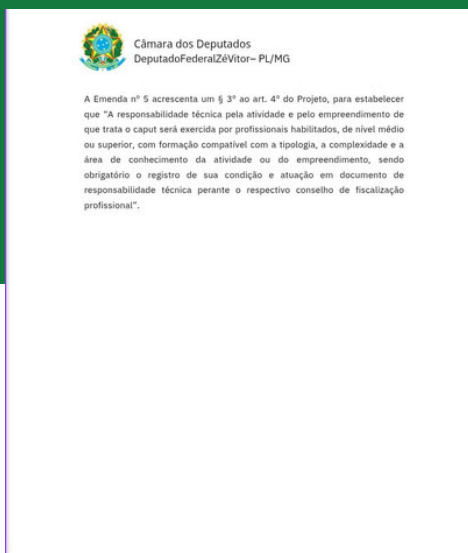 Câmara dos Deputados
DeputadoFederalZéVitor– PL/MG
A Emenda nº 5 acrescenta um § 3º ao art. 4º do Projeto, para estabelecer
que "A responsabilidade técnica pela atividade e pelo empreendimento de
que trata o caput será exercida por profissionais habilitados, de nível médio
ou superior, com formação compatível com a tipologia, a complexidade e a
área de conhecimento da atividade ou do empreendimento, sendo
obrigatório o registro de sua condição e atuação em documento de
responsabilidade técnica perante o respectivo conselho de fiscalização
profissional".